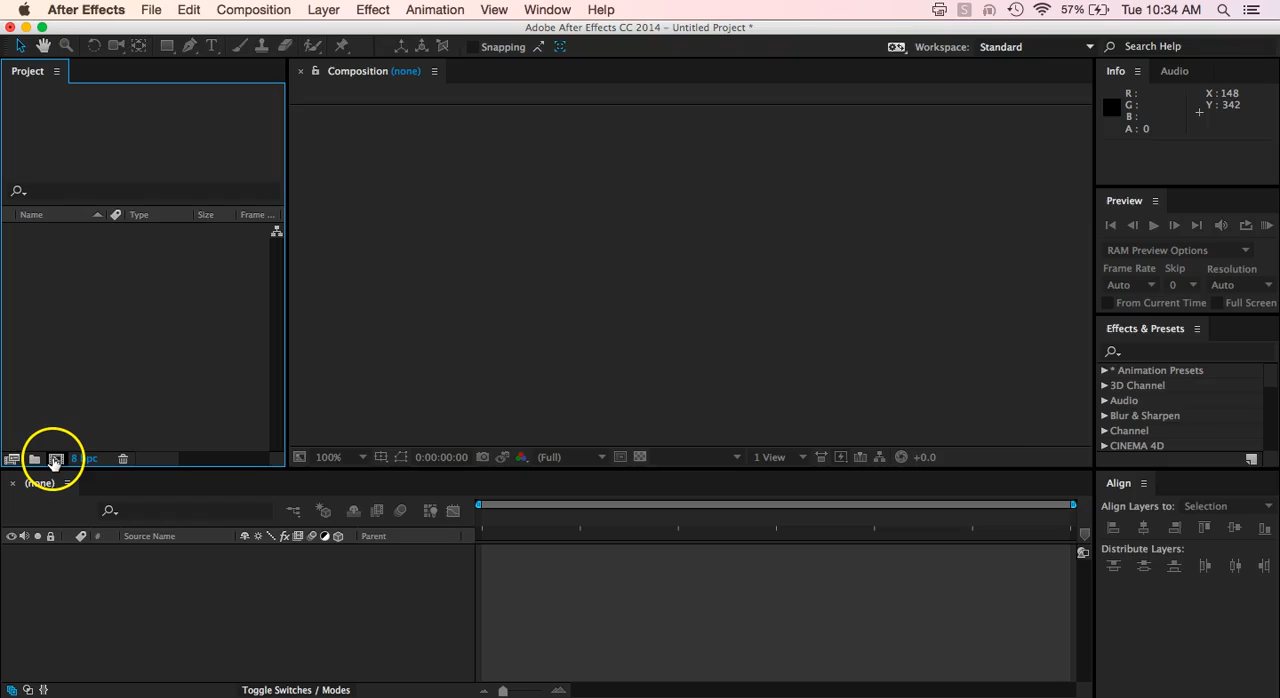 After Effects File Edit Composition Layer Effect Animation View Window Help 57% Tue 10:34 AM
Adobe After Effects CC 2014 - Untitled Project *
Snapping Workspace: Standard Search Help
Project Composition (none) Info Audio
R: X: 148
G: Y: 342
B:
A: 0
Preview
Name Type Size Frame ...
RAM Preview Options
Frame Rate Skip Resolution
Auto 0 Auto
From Current Time Full Screen
Effects & Presets
* Animation Presets
3D Channel
Audio
Blur & Sharpen
Channel
CINEMA 4D
100% 0:00:00:00 (Full) 1 View +0.0
(none) Align
Align Layers to: Selection
# Source Name Parent
Distribute Layers:
Toggle Switches / Modes